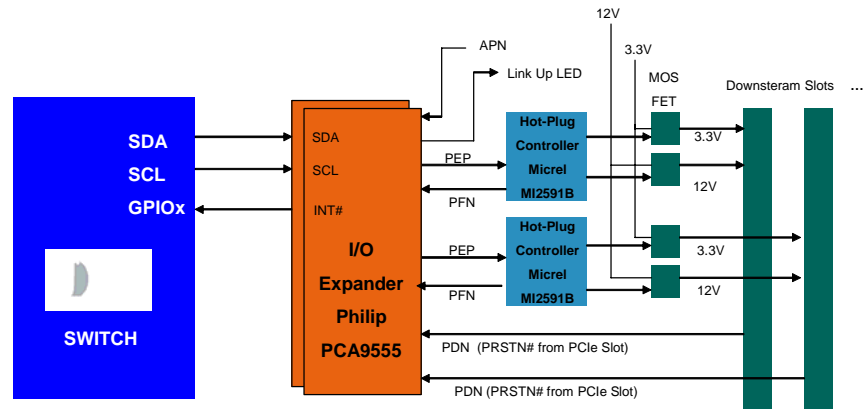 12V
APN
3.3V
Link Up LED
MOS
FET
Downsteram Slots ...
Hot-Plug
Controller
Micrel
MI2591B
SDA
SCL
GPIOx
SDA
SCL
INT#
PEP
PFN
3.3V
12V
Hot-Plug
Controller
Micrel
MI2591B
PEP
PFN
3.3V
12V
I/O
Expander
Philip
PCA9555
SWITCH
PDN (PRSTN# from PCIe Slot)
PDN (PRSTN# from PCIe Slot)